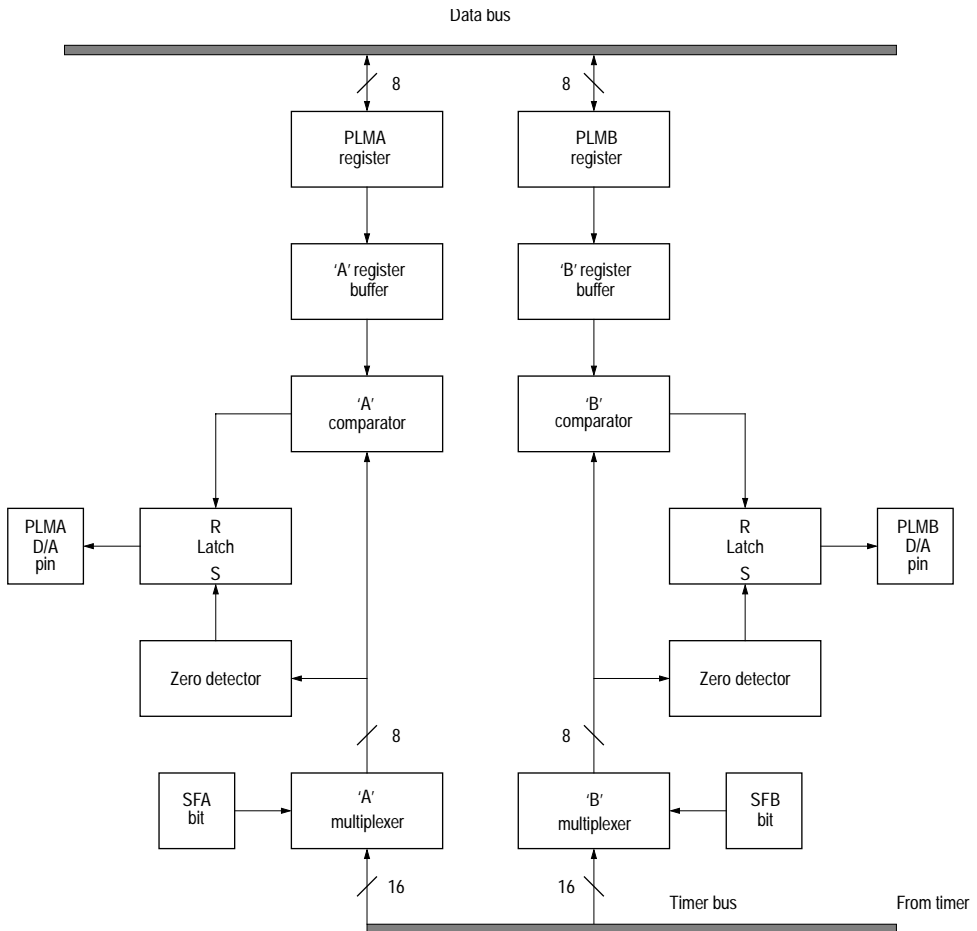 Data bus
8
8
PLMA
register
PLMB
register
'A' register
buffer
'B' register
buffer
'A'
comparator
'B'
comparator
PLMA
D/A
pin
R
Latch
S
R
Latch
S
PLMB
D/A
pin
Zero detector
Zero detector
8
8
SFA
bit
'A'
multiplexer
'B'
multiplexer
SFB
bit
16
16
Timer bus
From timer